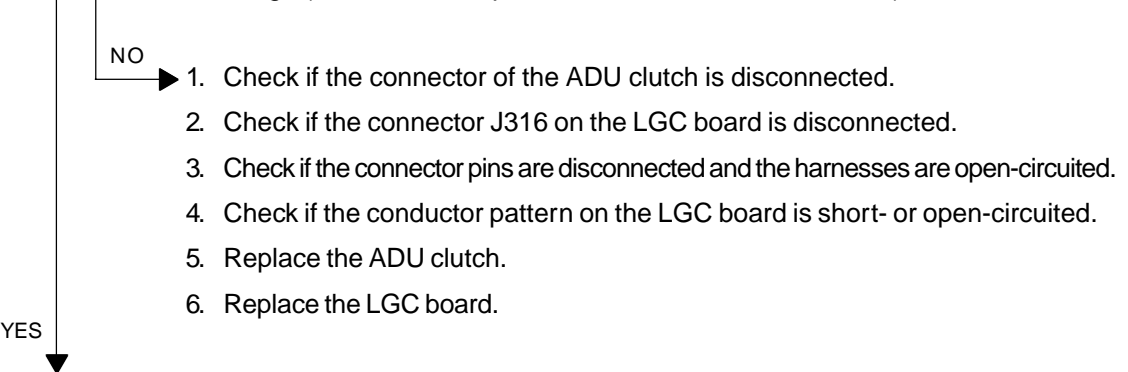 NO
1. Check if the connector of the ADU clutch is disconnected.
2. Check if the connector J316 on the LGC board is disconnected.
3. Check if the connector pins are disconnected and the harnesses are open-circuited.
4. Check if the conductor pattern on the LGC board is short- or open-circuited.
5. Replace the ADU clutch.
6. Replace the LGC board.
YES